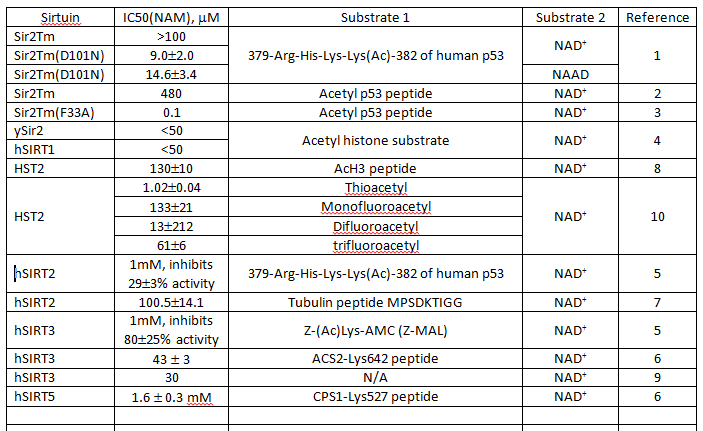 Sirtuin IC50(NAM), µM Substrate 1 Substrate 2 Reference
Sir2Tm >100 379-Arg-His-Lys-Lys(Ac)-382 of human p53 NAD+ 1
Sir2Tm(D101N) 9.0±2.0
Sir2Tm(D101N) 14.6±3.4 NAAD
Sir2Tm 480 Acetyl p53 peptide NAD+ 2
Sir2Tm(F33A) 0.1 Acetyl p53 peptide NAD+ 3
ySir2 <50 Acetyl histone substrate NAD+ 4
hSIRT1 <50
HST2 130±10 AcH3 peptide NAD+ 8
HST2 1.02±0.04 Thioacetyl NAD+ 10
133±21 Monofluoroacetyl
13±212 Difluoroacetyl
61±6 trifluoroacetyl
hSIRT2 1mM, inhibits 379-Arg-His-Lys-Lys(Ac)-382 of human p53 NAD+ 5
29±3% activity
hSIRT2 100.5±14.1 Tubulin peptide MPSDKTIGG NAD+ 7
hSIRT3 1mM, inhibits Z-(Ac)Lys-AMC (Z-MAL) NAD+ 5
80±25% activity
hSIRT3 43 ± 3 ACS2-Lys642 peptide NAD+ 6
hSIRT3 30 N/A NAD+ 9
hSIRT5 1.6 ± 0.3 mM CPS1-Lys527 peptide NAD+ 6